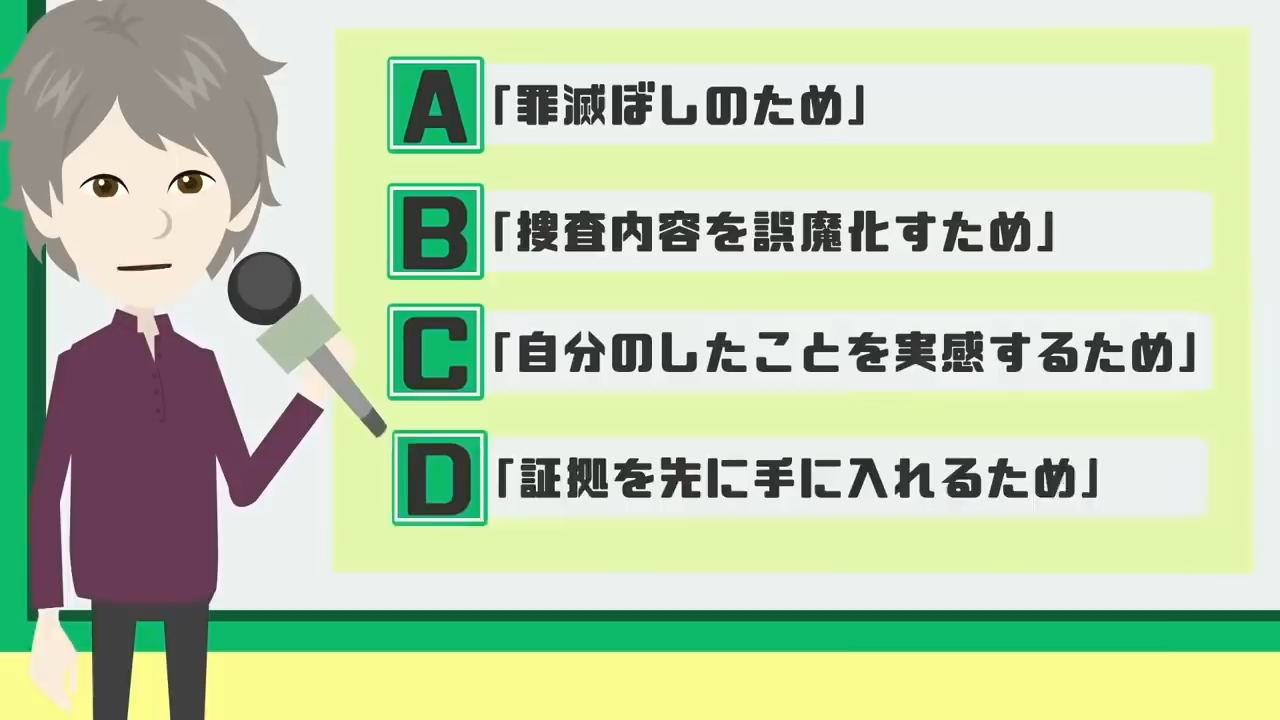 A「罪滅ぼしのため」
B「捜査内容を誤魔化すため」
C「自分のしたことを実感するため」
D「証拠を先に手に入れるため」